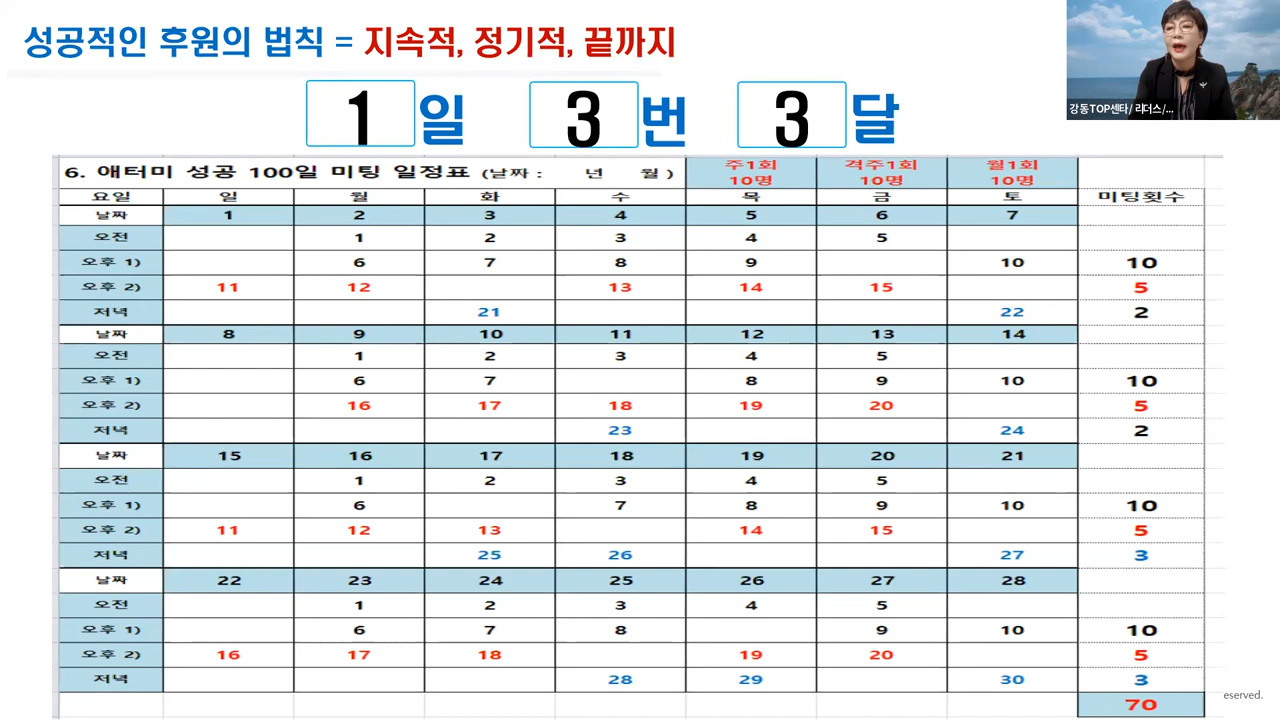 성공적인 후원의 법칙 = 지속적, 정기적, 끝까지
강동TOP센타/ 리더스/...
1 일 3 번 3 달
6. 애터미 성공 100일 미팅 일정표 (날짜 : 년 월 ) 주1회 10명 격주1회 10명 월1회 10명
요일 일 월 화 수 목 금 토 미팅횟수
날짜 1 2 3 4 5 6 7
오전 1 2 3 4 5
오후 1) 6 7 8 9 10 10
오후 2) 11 12 13 14 15 5
저녁 21 22 2
날짜 8 9 10 11 12 13 14
오전 1 2 3 4 5
오후 1) 6 7 8 9 10 10
오후 2) 16 17 18 19 20 5
저녁 23 24 2
날짜 15 16 17 18 19 20 21
오전 1 2 3 4 5
오후 1) 6 7 8 9 10 10
오후 2) 11 12 13 14 15 5
저녁 25 26 27 3
날짜 22 23 24 25 26 27 28
오전 1 2 3 4 5
오후 1) 6 7 8 9 10 10
오후 2) 16 17 18 19 20 5
저녁 28 29 30 3
eserved.
70